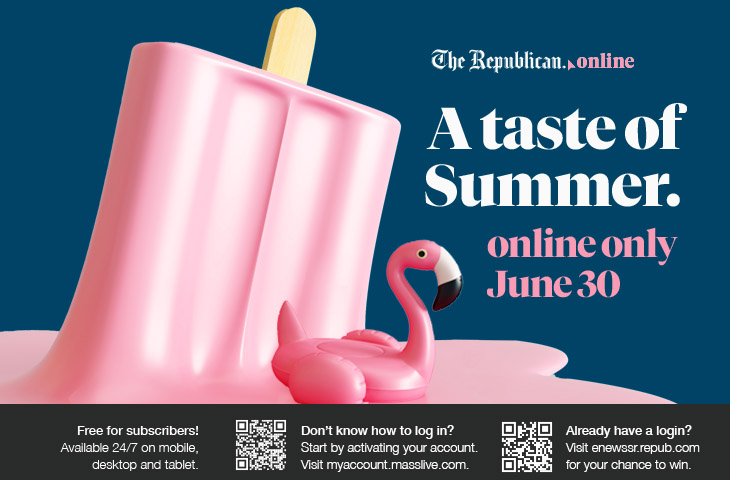 The Republican.online
A taste of
Summer.
online only
June 30
Free for subscribers!
Available 24/7 on mobile,
desktop and tablet.
Don't know how to log in?
Start by activating your account.
Visit myaccount.masslive.com.
Already have a login?
Visit enewssr.repub.com
for your chance to win.